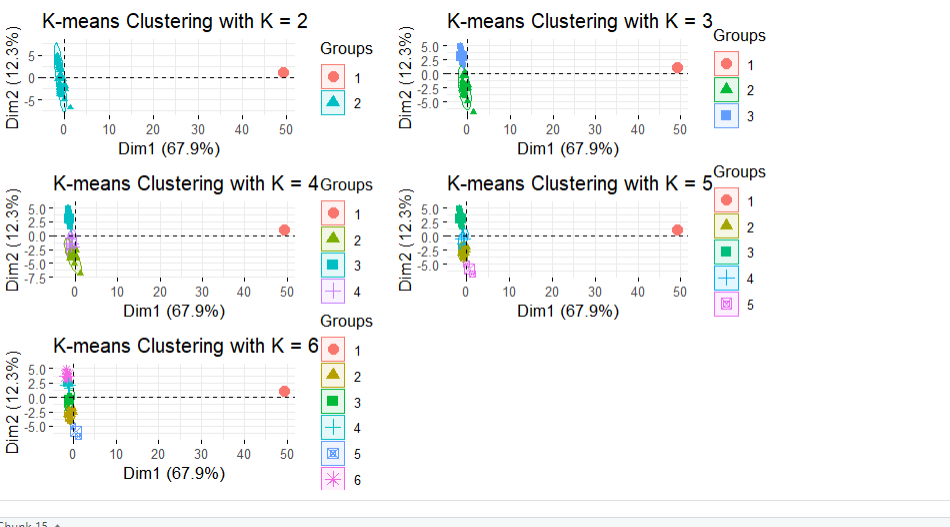 K-means Clustering with K = 2
Dim2 (12.3%)
5
0
-5
0 10 20 30 40 50
Dim1 (67.9%)
Groups
1
2
K-means Clustering with K = 3
Dim2 (12.3%)
5.0
2.5
0.0
-2.5
-5.0
0 10 20 30 40 50
Dim1 (67.9%)
Groups
1
2
3
K-means Clustering with K = 4
Dim2 (12.3%)
5.0
2.5
0.0
-2.5
-5.0
-7.5
0 10 20 30 40 50
Dim1 (67.9%)
Groups
1
2
3
4
K-means Clustering with K = 5
Dim2 (12.3%)
5.0
2.5
0.0
-2.5
-5.0
0 10 20 30 40 50
Dim1 (67.9%)
Groups
1
2
3
4
5
K-means Clustering with K = 6
Dim2 (12.3%)
5.0
2.5
0.0
-2.5
-5.0
0 10 20 30 40 50
Dim1 (67.9%)
Groups
1
2
3
4
5
6
Chunk 15